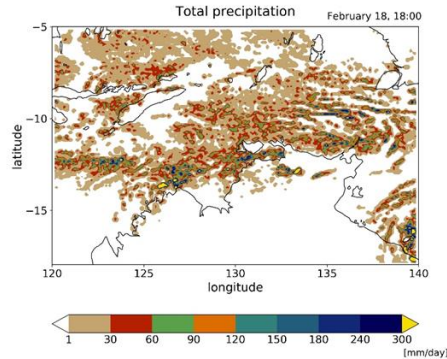 Total precipitation
February 18, 18:00
−5
−10
−15
latitude
120 125 130 135 140
longitude
1 30 60 90 120 150 180 240 300
[mm/day]